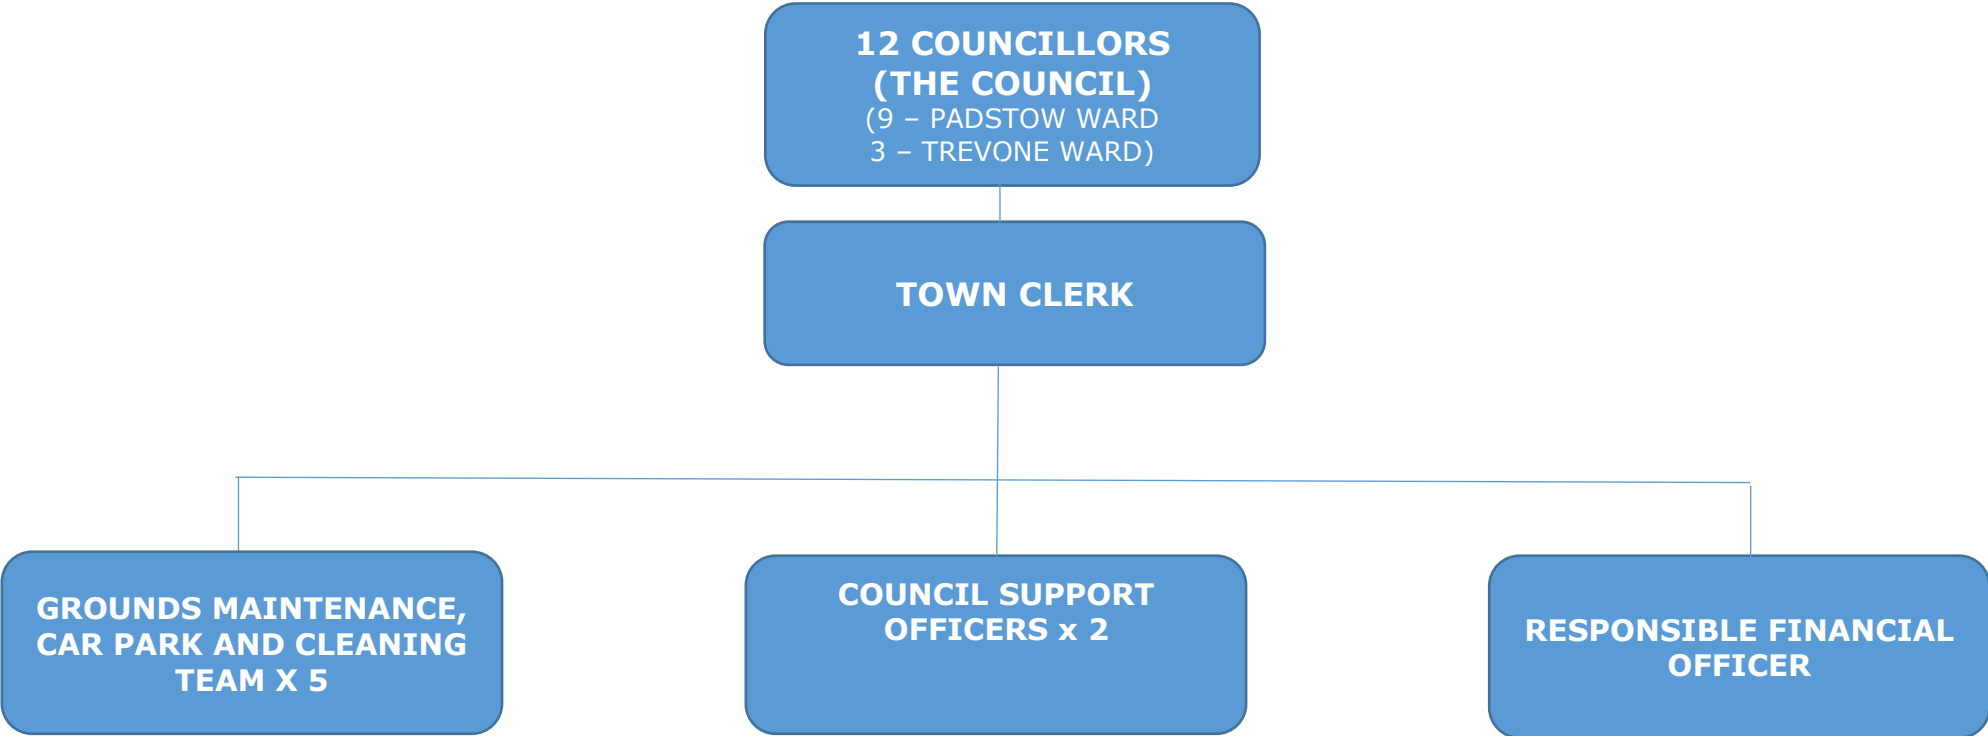 12 COUNCILLORS
(THE COUNCIL)
(9 – PADSTOW WARD
3 – TREVONE WARD)
TOWN CLERK
GROUNDS MAINTENANCE,
CAR PARK AND CLEANING
TEAM X 5
COUNCIL SUPPORT
OFFICERS x 2
RESPONSIBLE FINANCIAL
OFFICER